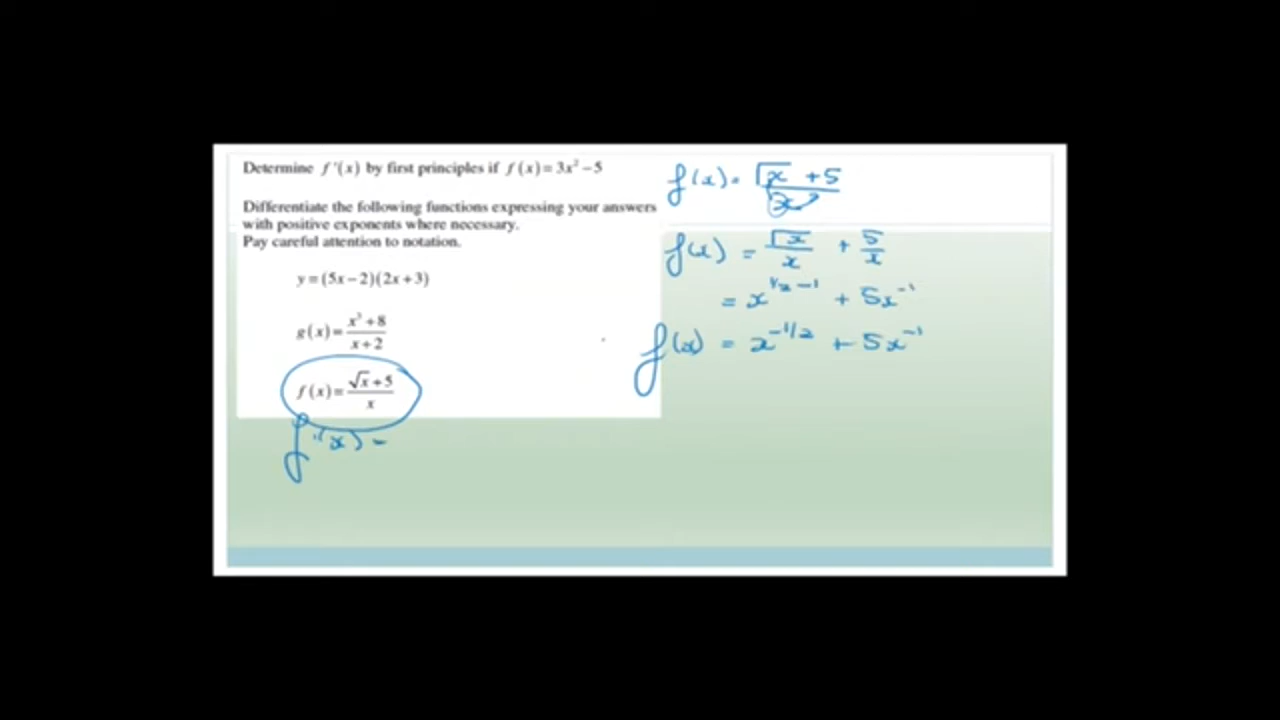 Determine f '(x) by first principles if f(x) = 3x² − 5
Differentiate the following functions expressing your answers
with positive exponents where necessary.
Pay careful attention to notation.
y = (5x − 2)(2x + 3)
g(x) = (x³ + 8)/(x + 2)
f(x) = (√x + 5)/x
f '(x) =
f(x) = (√x + 5)/x
f(x) = √x/x + 5/x
= x^(1/2 − 1) + 5x^(−1)
f(x) = x^(−1/2) + 5x^(−1)